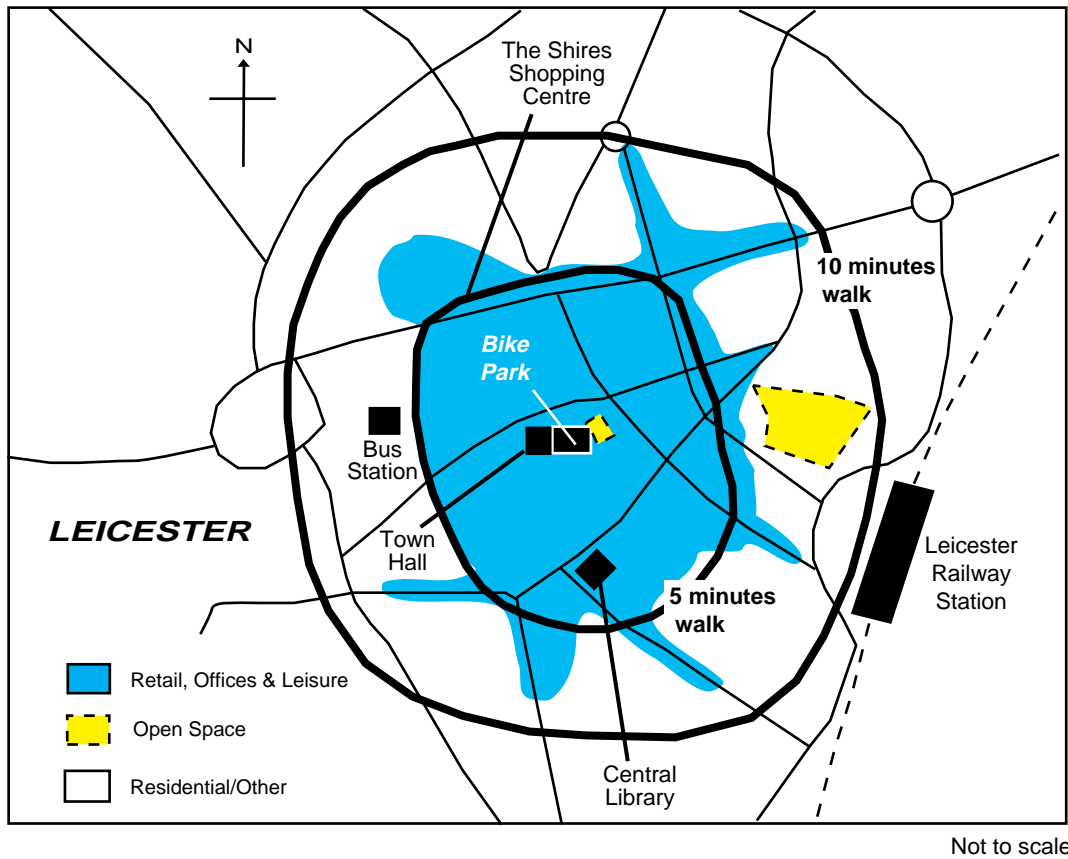 N
The Shires
Shopping
Centre
10 minutes
walk
Bike
Park
Bus
Station
LEICESTER
Town
Hall
Leicester
Railway
Station
5 minutes
walk
Retail, Offices & Leisure
Open Space
Residential/Other
Central
Library
Not to scale